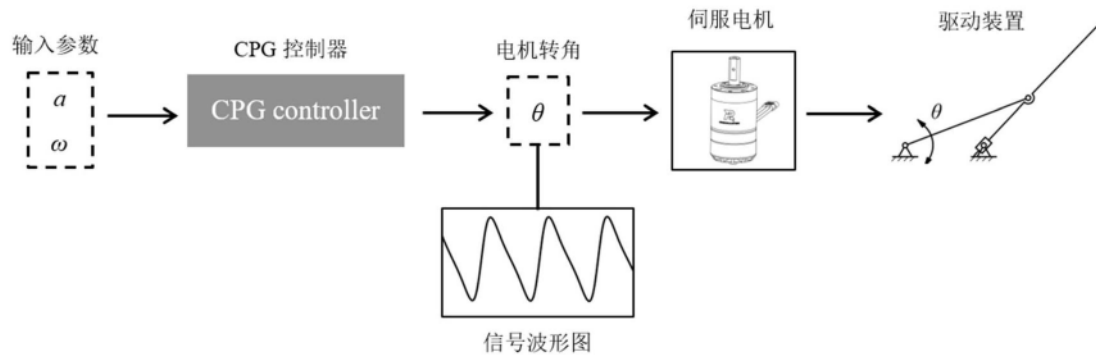 输入参数
a
ω
CPG 控制器
CPG controller
电机转角
θ
伺服电机
驱动装置
θ
信号波形图